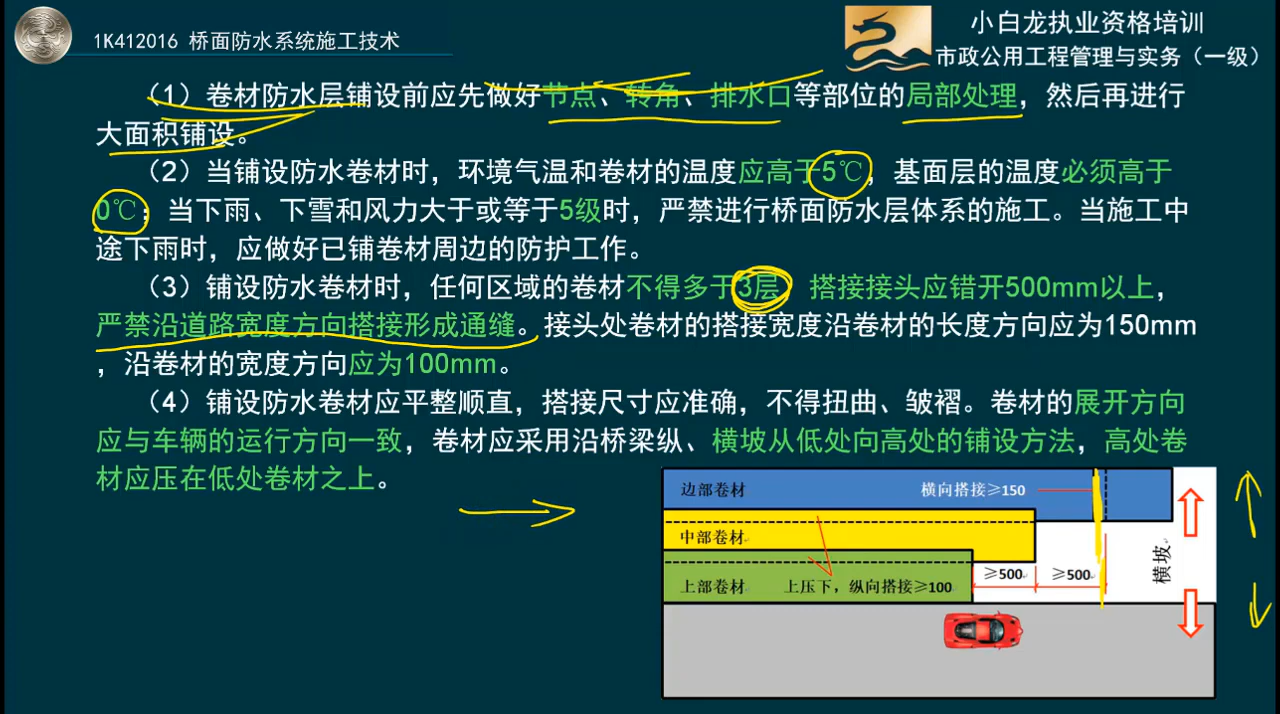 1K412016 桥面防水系统施工技术
小白龙执业资格培训
市政公用工程管理与实务（一级）
（1）卷材防水层铺设前应先做好节点、转角、排水口等部位的局部处理，然后再进行
大面积铺设。
（2）当铺设防水卷材时，环境气温和卷材的温度应高于5℃，基面层的温度必须高于
0℃；当下雨、下雪和风力大于或等于5级时，严禁进行桥面防水层体系的施工。当施工中
途下雨时，应做好已铺卷材周边的防护工作。
（3）铺设防水卷材时，任何区域的卷材不得多于3层，搭接接头应错开500mm以上，
严禁沿道路宽度方向搭接形成通缝。接头处卷材的搭接宽度沿卷材的长度方向应为150mm
，沿卷材的宽度方向应为100mm。
（4）铺设防水卷材应平整顺直，搭接尺寸应准确，不得扭曲、皱褶。卷材的展开方向
应与车辆的运行方向一致，卷材应采用沿桥梁纵、横坡从低处向高处的铺设方法，高处卷
材应压在低处卷材之上。
边部卷材
横向搭接≥150
中部卷材
上部卷材
上压下，纵向搭接≥100
≥500
≥500
横坡